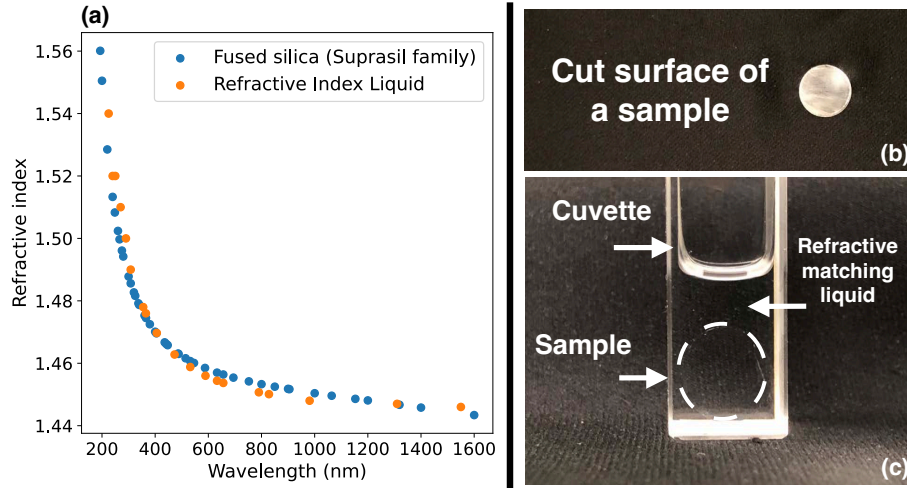 (a)
1.56
1.54
1.52
1.50
1.48
1.46
1.44
Refractive index
Fused silica (Suprasil family)
Refractive Index Liquid
200
400
600
800
1000
1200
1400
1600
Wavelength (nm)
Cut surface of
a sample
(b)
Cuvette
Refractive
matching
liquid
Sample
(c)